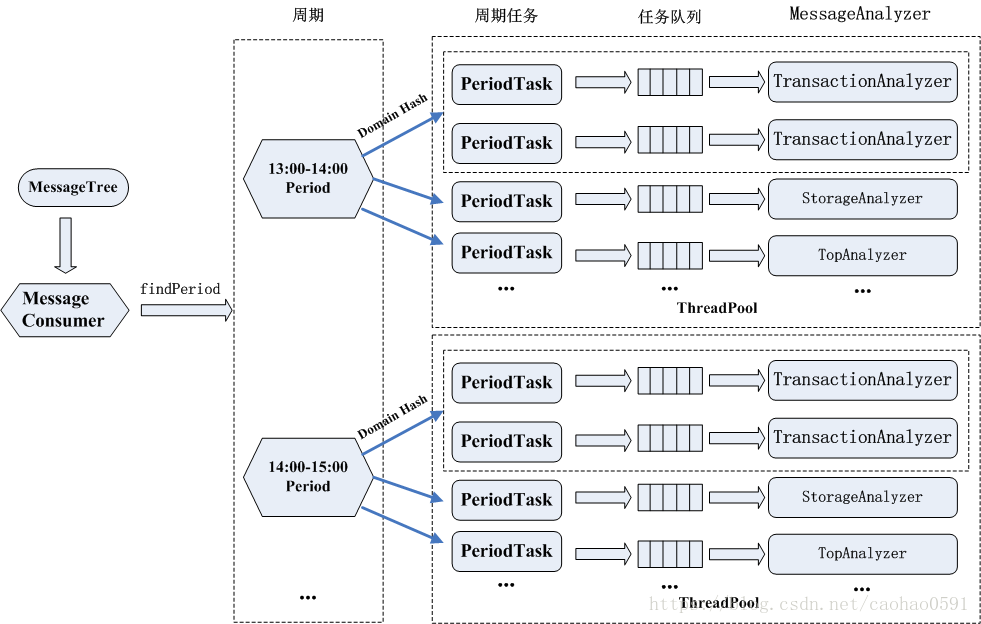 周期
周期任务
任务队列
MessageAnalyzer
MessageTree
Message
Consumer
findPeriod
13:00-14:00
Period
Domain Hash
PeriodTask
TransactionAnalyzer
PeriodTask
TransactionAnalyzer
PeriodTask
StorageAnalyzer
PeriodTask
TopAnalyzer
...
...
...
ThreadPool
14:00-15:00
Period
Domain Hash
PeriodTask
TransactionAnalyzer
PeriodTask
TransactionAnalyzer
PeriodTask
StorageAnalyzer
PeriodTask
TopAnalyzer
...
...
...
...
ThreadPool
https://blog.csdn.net/caohao0591